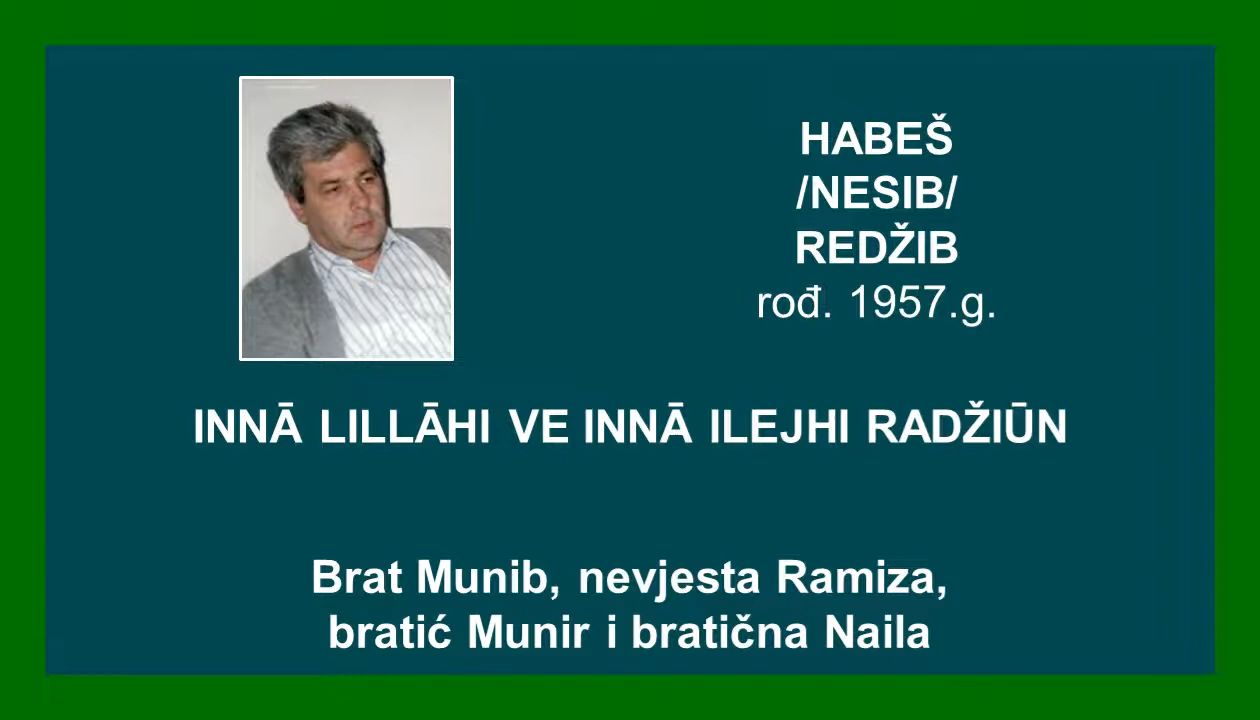 HABEŠ
/NESIB/
REDŽIB
rođ. 1957.g.
INNĀ LILLĀHI VE INNĀ ILEJHI RADŽIŪN
Brat Munib, nevjesta Ramiza,
bratić Munir i bratična Naila